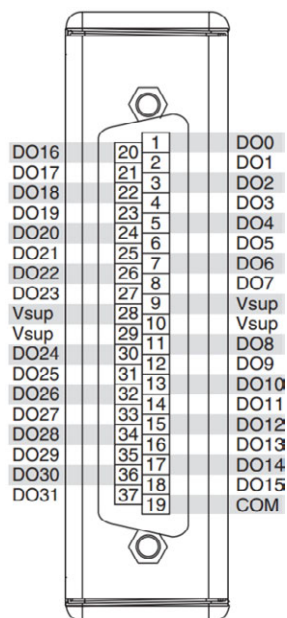 DO16 20 1 DO0
DO17 21 2 DO1
DO18 22 3 DO2
DO19 23 4 DO3
DO20 24 5 DO4
DO21 25 6 DO5
DO22 26 7 DO6
DO23 27 8 DO7
Vsup 28 9 Vsup
Vsup 29 10 Vsup
DO24 30 11 DO8
DO25 31 12 DO9
DO26 32 13 DO10
DO27 33 14 DO11
DO28 34 15 DO12
DO29 35 16 DO13
DO30 36 17 DO14
DO31 37 18 DO15
19 COM